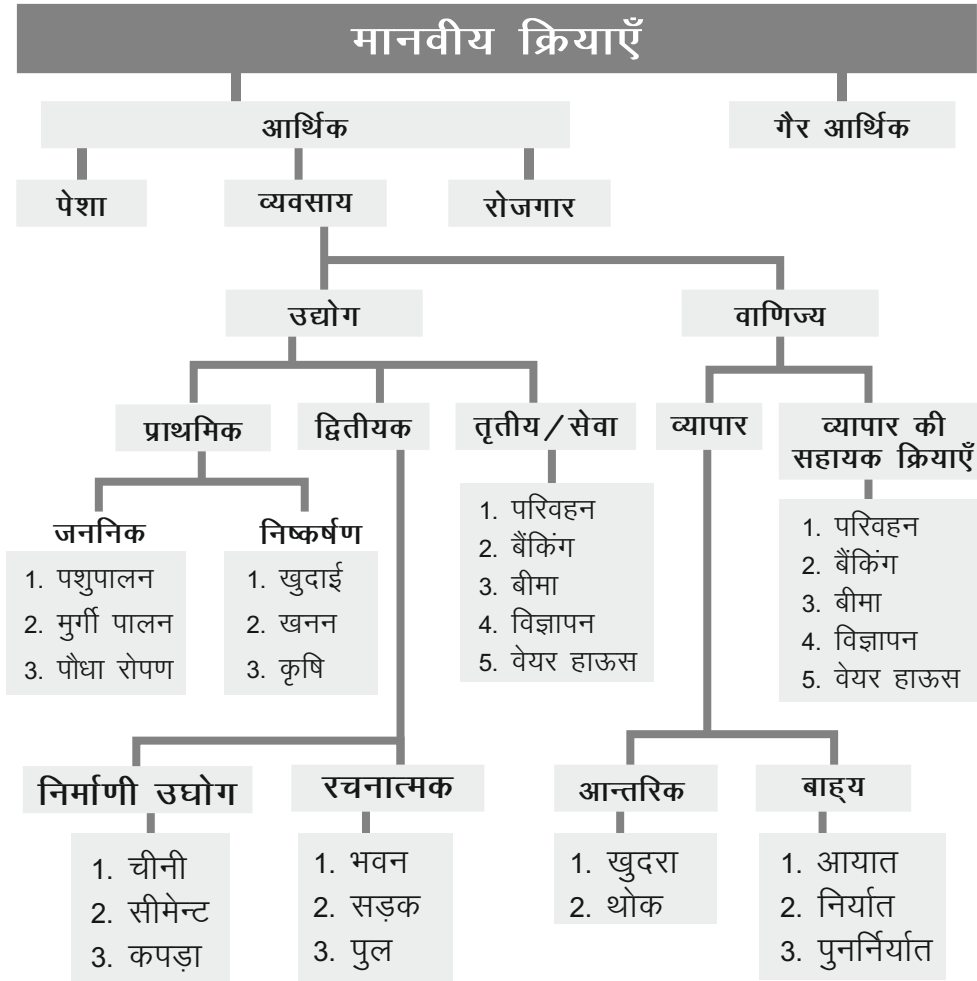 मानवीय क्रियाएँ
आर्थिक
गैर आर्थिक
पेशा
व्यवसाय
रोजगार
उद्योग
वाणिज्य
प्राथमिक
द्वितीयक
तृतीय/सेवा
व्यापार
व्यापार की
सहायक क्रियाएँ
जननिक
1. पशुपालन
2. मुर्गी पालन
3. पौधा रोपण
निष्कर्षण
1. खुदाई
2. खनन
3. कृषि
1. परिवहन
2. बैंकिंग
3. बीमा
4. विज्ञापन
5. वेयर हाऊस
1. परिवहन
2. बैंकिंग
3. बीमा
4. विज्ञापन
5. वेयर हाऊस
निर्माणी उघोग
1. चीनी
2. सीमेन्ट
3. कपड़ा
रचनात्मक
1. भवन
2. सड़क
3. पुल
आन्तरिक
1. खुदरा
2. थोक
बाह्य
1. आयात
2. निर्यात
3. पुनर्निर्यात